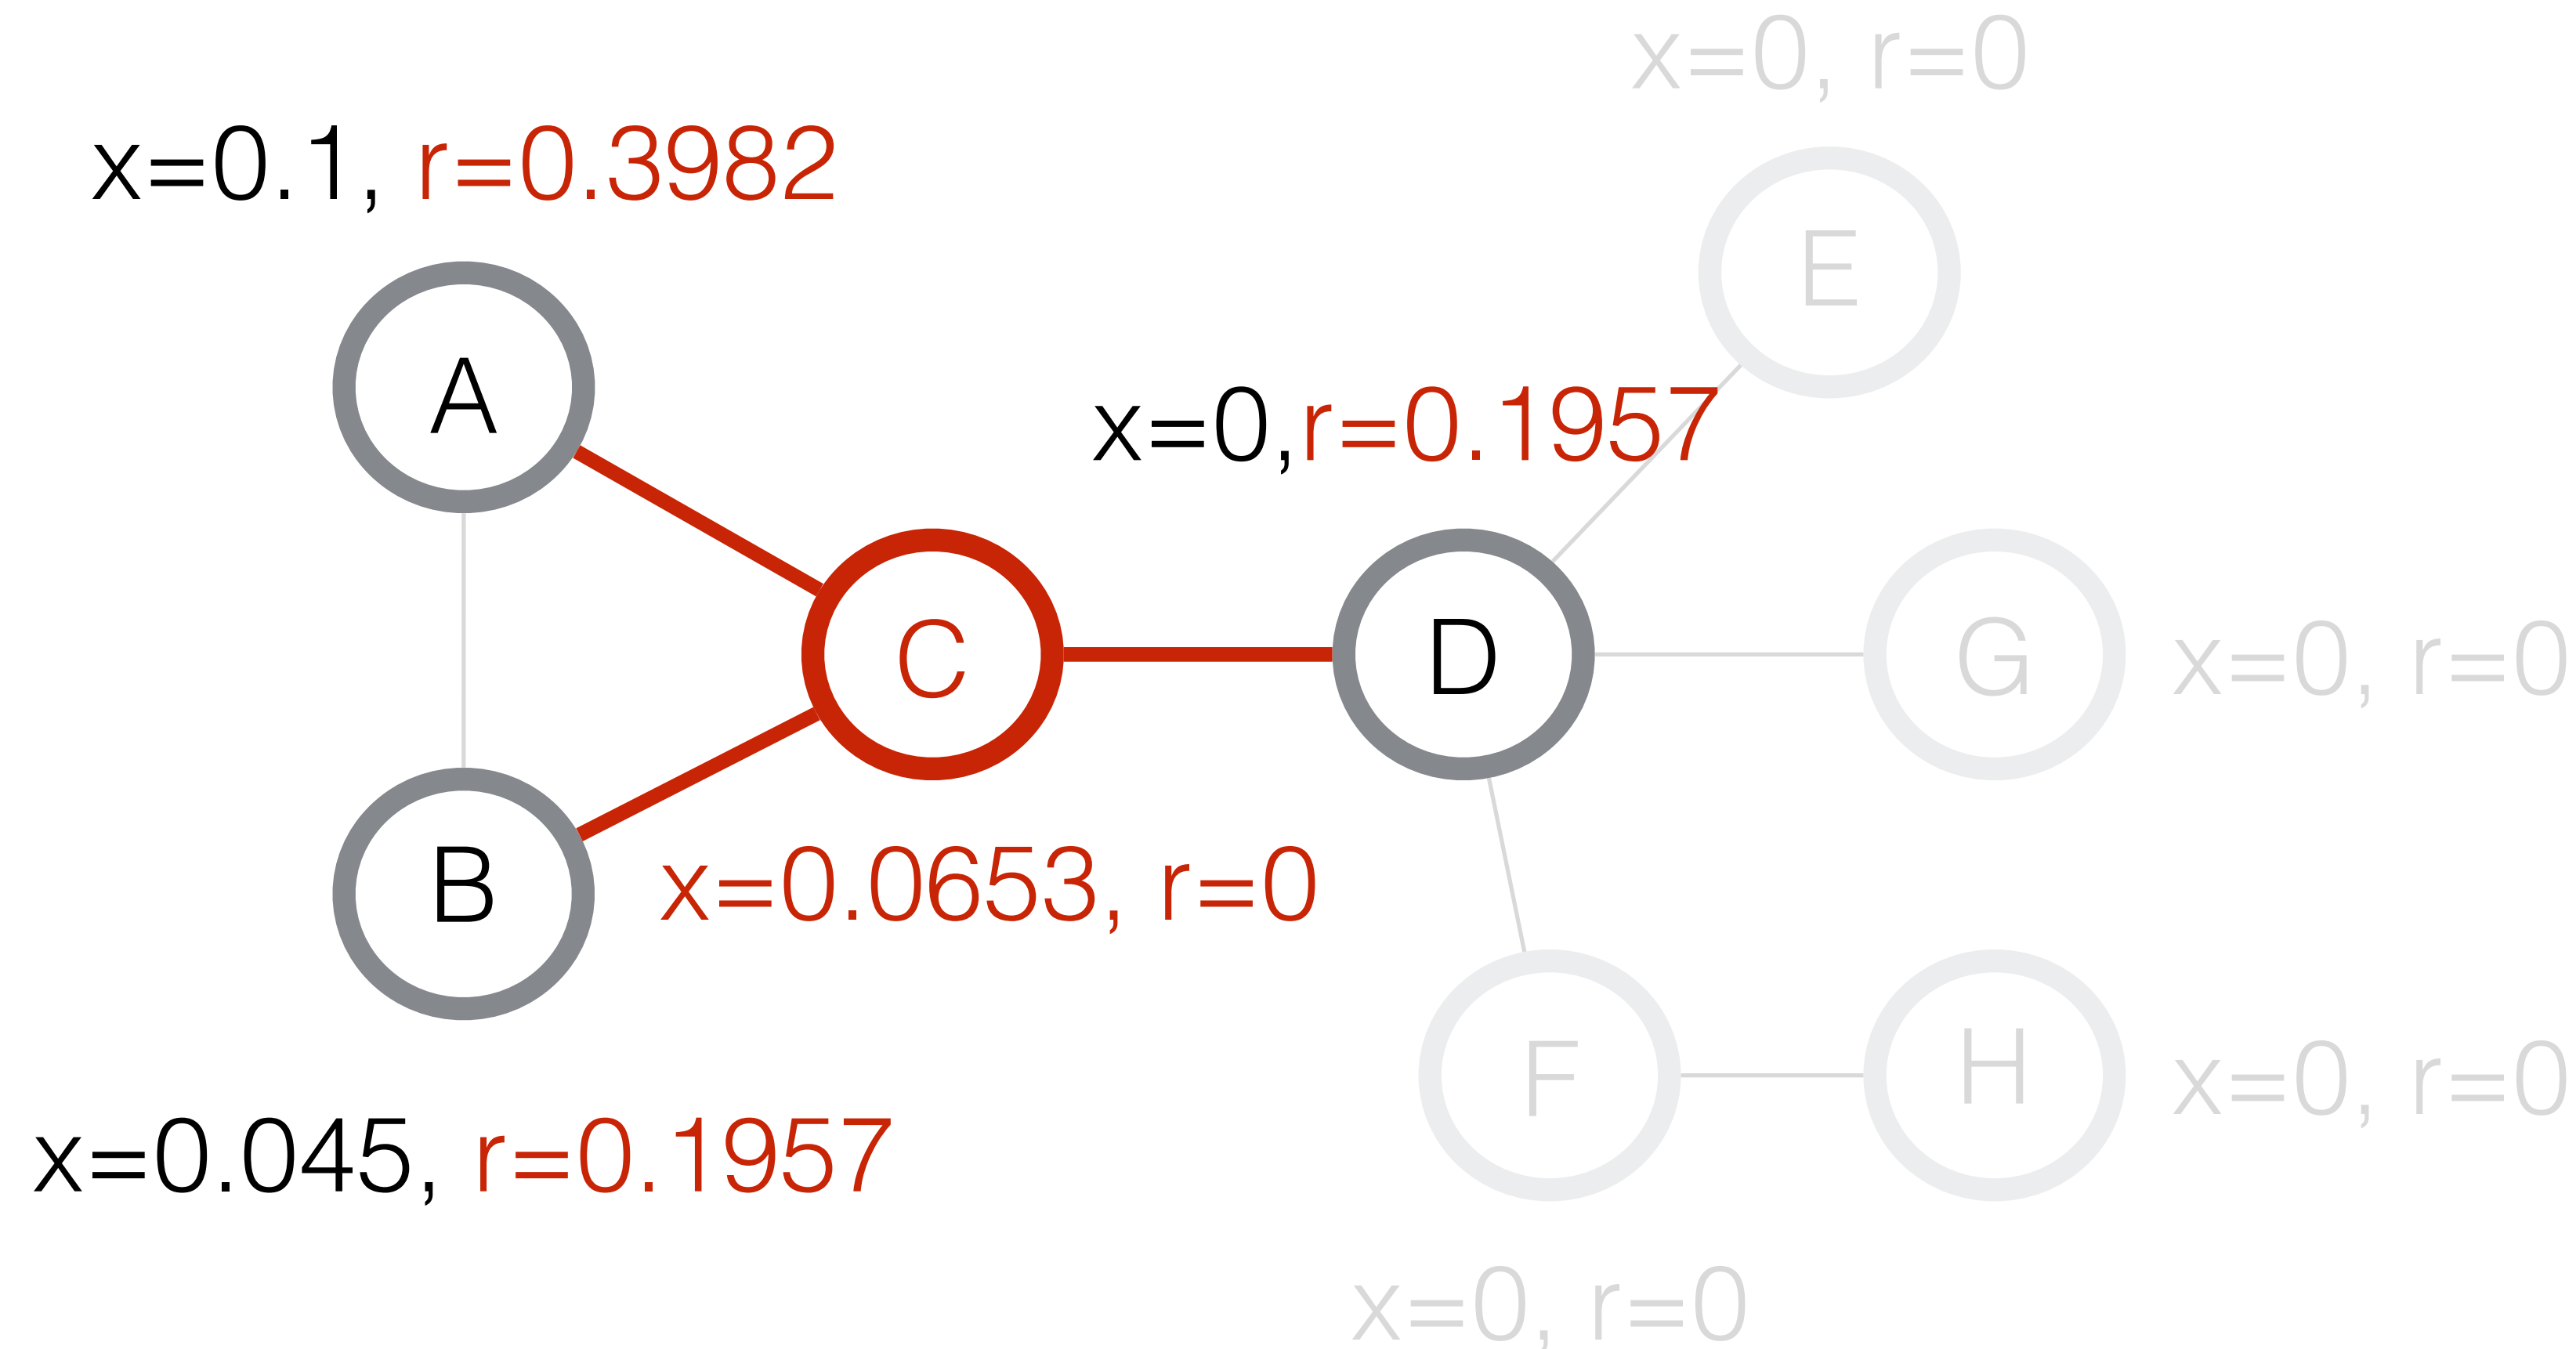 x=0, r=0
x=0.1, r=0.3982
E
A
x=0,r=0.1957
C
D
G
x=0, r=0
B
x=0.0653, r=0
F
H
x=0, r=0
x=0.045, r=0.1957
x=0, r=0